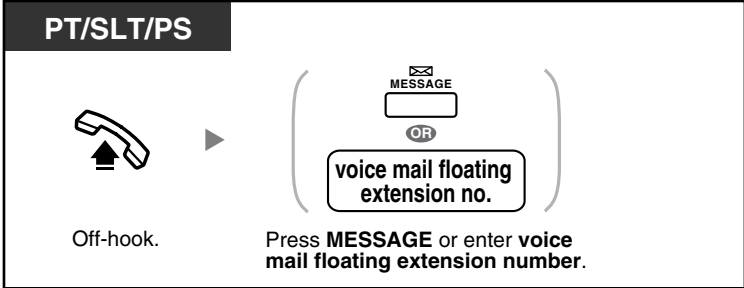 PT/SLT/PS
MESSAGE
OR
voice mail floating
extension no.
Off-hook.
Press MESSAGE or enter voice
mail floating extension number.